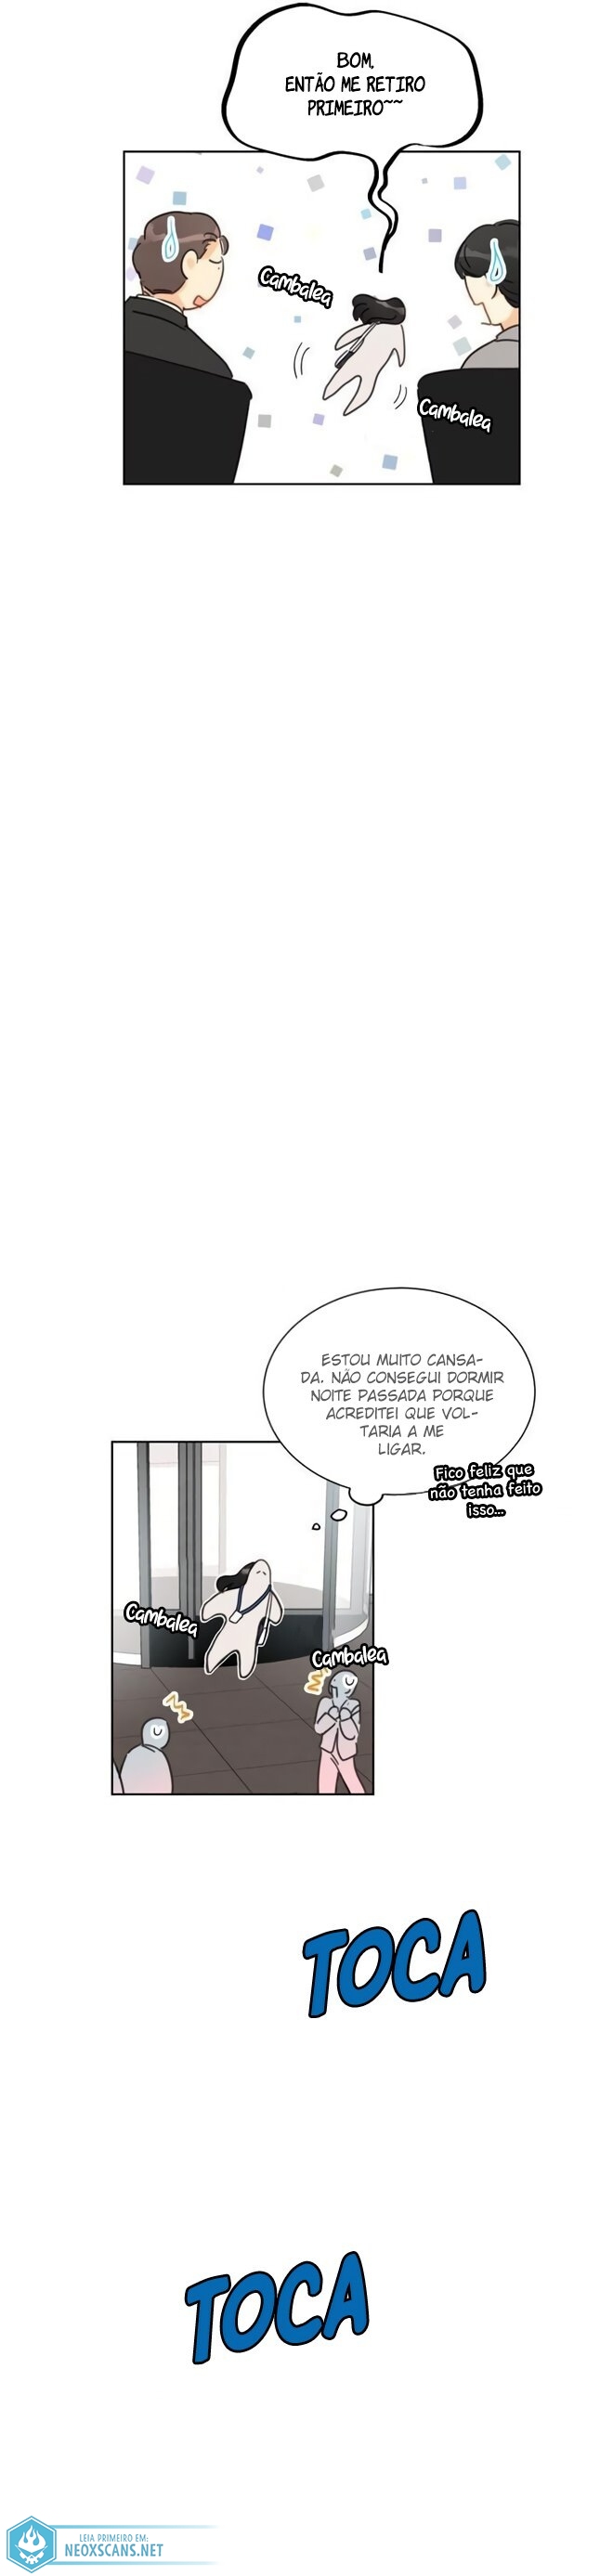 BOM,
ENTÃO ME RETIRO
PRIMEIRO~~
Cambalea
Cambalea
ESTOU MUITO CANSA-
DA. NÃO CONSEGUI DORMIR
NOITE PASSADA PORQUE
ACREDITEI QUE VOL-
TARIA A ME
LIGAR.
Fico feliz que
não tenha feito
isso...
Cambalea
Cambalea
TOCA
TOCA
LEIA PRIMEIRO EM:
NEOXSCANS.NET